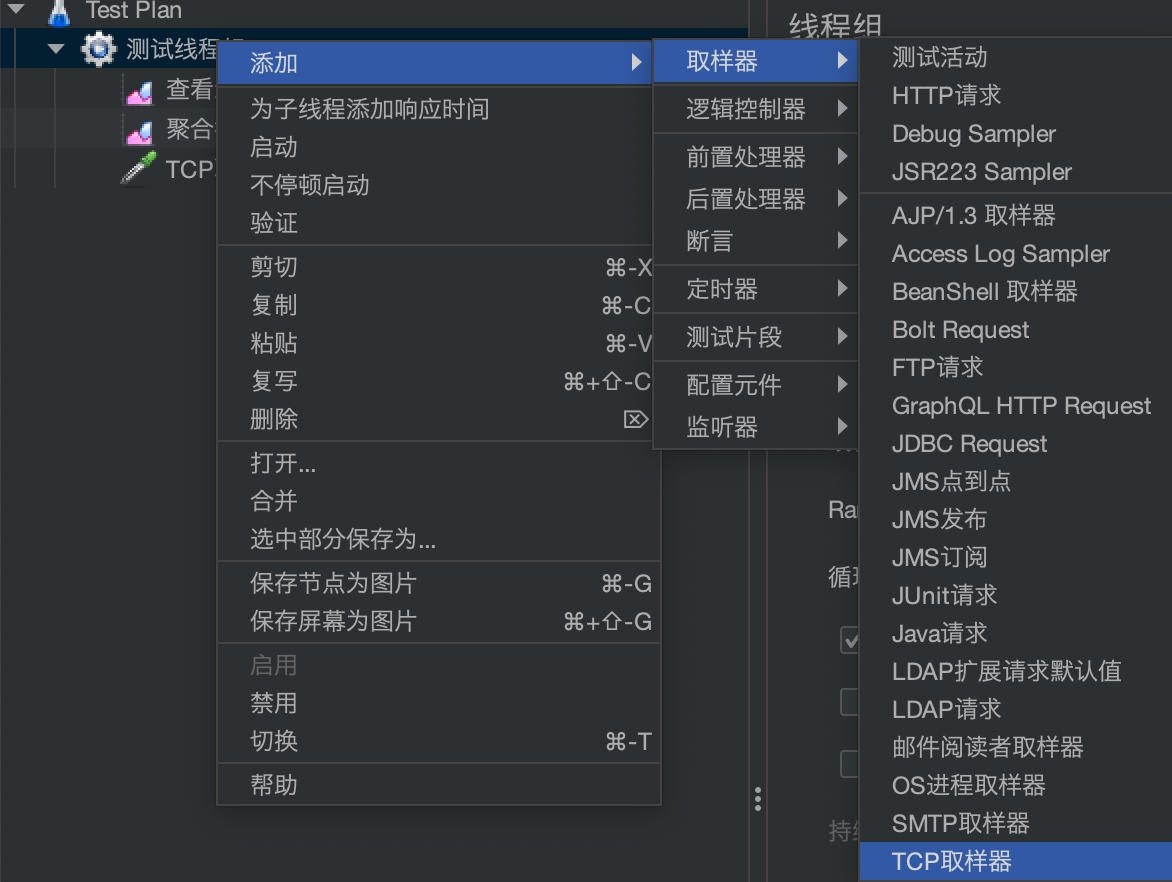 Test Plan
线程组
测试线程
查看
聚合
TCP
添加
为子线程添加响应时间
启动
不停顿启动
验证
剪切 ⌘-X
复制 ⌘-C
粘贴 ⌘-V
复写 ⌘+⇧-C
删除 ⌦
打开...
合并
选中部分保存为...
保存节点为图片 ⌘-G
保存屏幕为图片 ⌘+⇧-G
启用
禁用
切换 ⌘-T
帮助
取样器
逻辑控制器
前置处理器
后置处理器
断言
定时器
测试片段
配置元件
监听器
Ra
循
持
测试活动
HTTP请求
Debug Sampler
JSR223 Sampler
AJP/1.3 取样器
Access Log Sampler
BeanShell 取样器
Bolt Request
FTP请求
GraphQL HTTP Request
JDBC Request
JMS点到点
JMS发布
JMS订阅
JUnit请求
Java请求
LDAP扩展请求默认值
LDAP请求
邮件阅读者取样器
OS进程取样器
SMTP取样器
TCP取样器